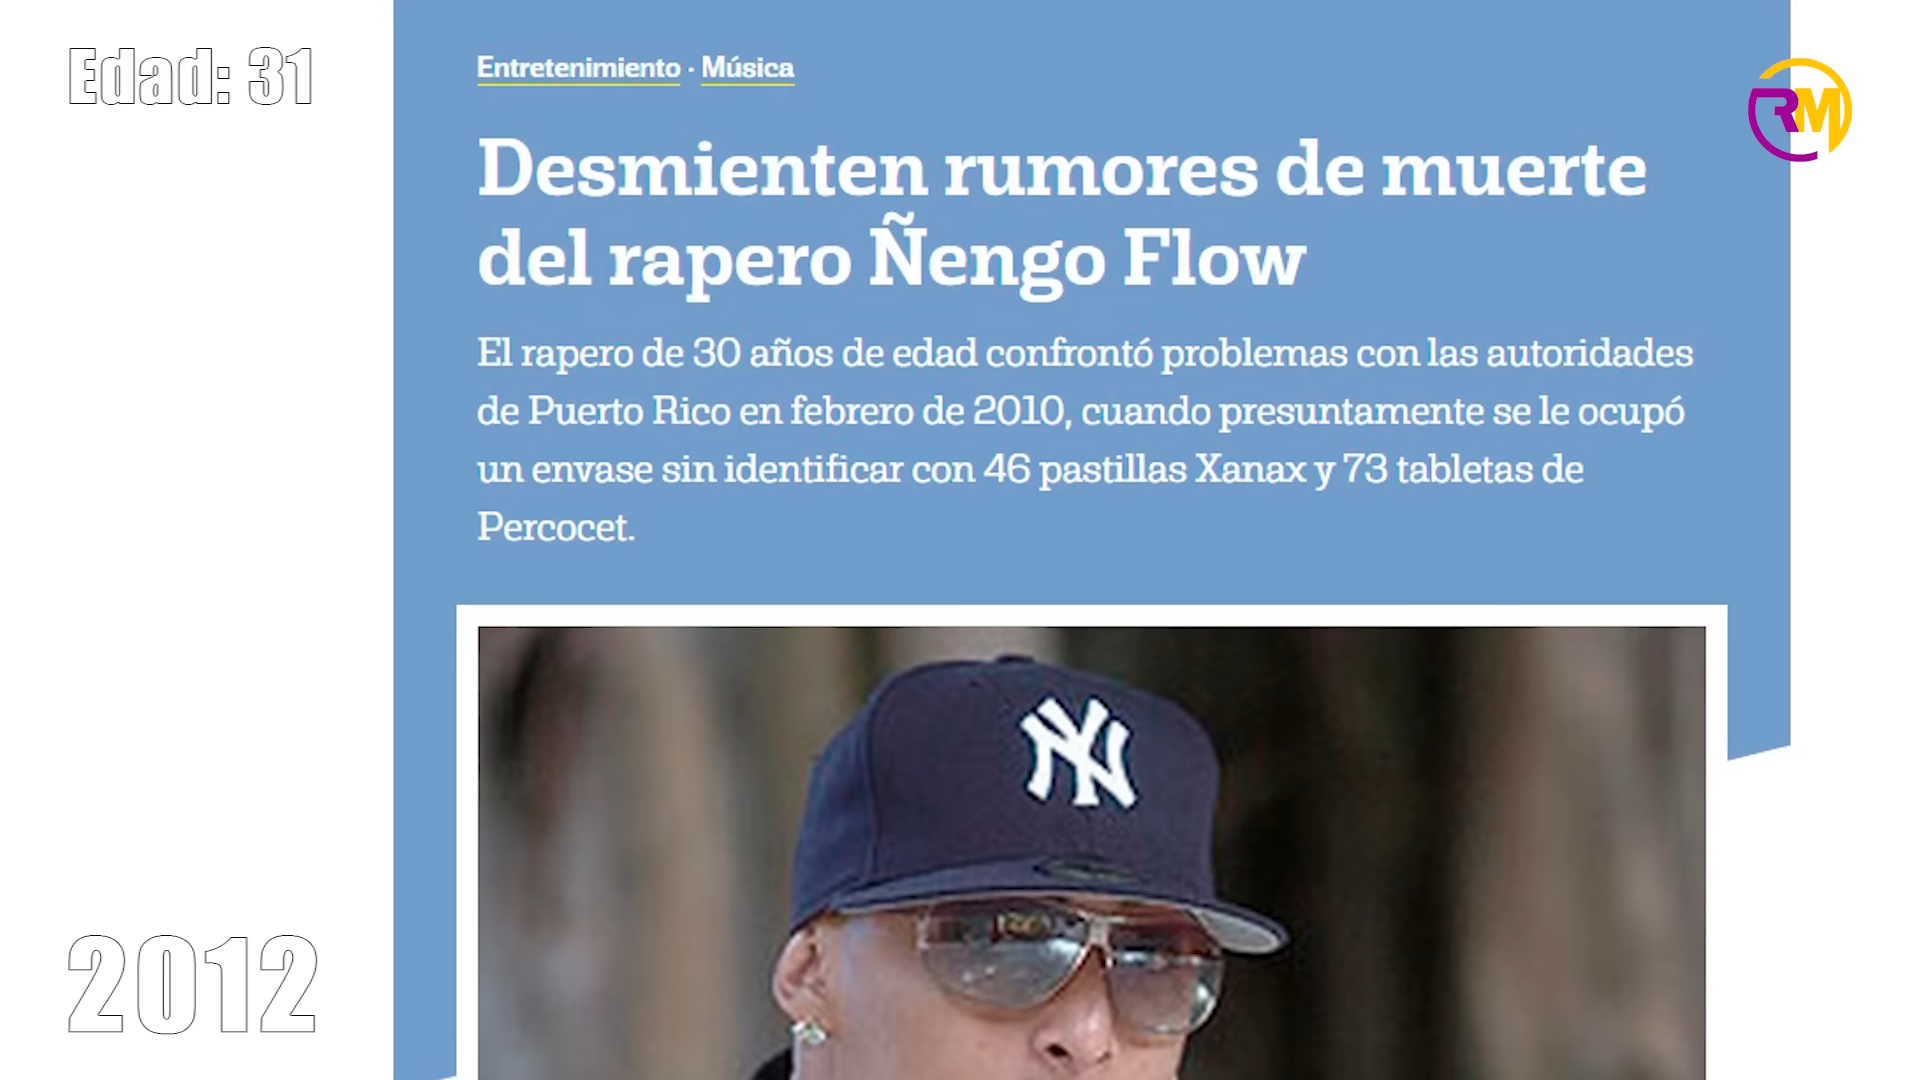 Edad: 31
Entretenimiento · Música
RM
Desmienten rumores de muerte
del rapero Ñengo Flow
El rapero de 30 años de edad confrontó problemas con las autoridades
de Puerto Rico en febrero de 2010, cuando presuntamente se le ocupó
un envase sin identificar con 46 pastillas Xanax y 73 tabletas de
Percocet.
NY
2012